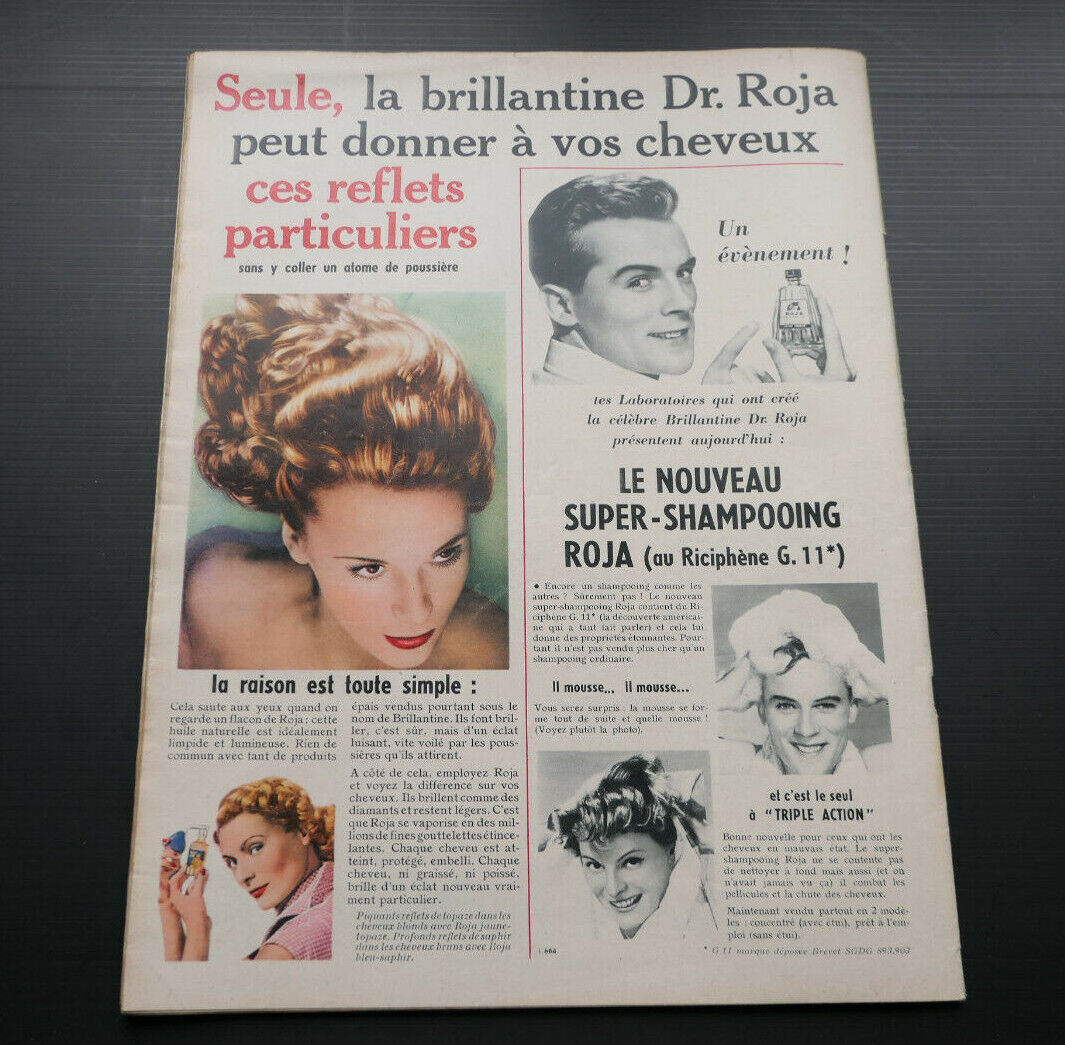 Seule, la brillantine Dr. Roja
peut donner à vos cheveux
ces reflets
particuliers
sans y coller un atome de poussière
la raison est toute simple :
Cela saute aux yeux quand on
regarde un flacon de Roja : cette
huile naturelle est idéalement
limpide et lumineuse. Rien de
commun avec tant de produits
épais vendus pourtant sous le
nom de Brillantine. Ils font bril-
ler, c'est sûr, mais d'un éclat
luisant, vite voilé par les pous-
sières qu'ils attirent.
A côté de cela, employez Roja
et voyez la différence sur vos
cheveux. Ils brillent comme des
diamants et restent légers. C'est
que Roja se vaporise en des mil-
lions de fines gouttelettes étince-
lantes. Chaque cheveu est at-
teint, protégé, embelli. Chaque
cheveu, ni graissé, ni poissé,
brille d'un éclat nouveau vrai-
ment particulier.
Piquants reflets de topaze dans les
cheveux blonds avec Roja jaune-
topaze. Profonds reflets de saphir
dans les cheveux bruns avec Roja
bleu-saphir.
Un
évènement !
ROJA
les Laboratoires qui ont créé
la célèbre Brillantine Dr. Roja
présentent aujourd'hui :
LE NOUVEAU
SUPER-SHAMPOOING
ROJA (au Riciphène G. 11*)
• Encore un shampooing comme les
autres ? Sûrement pas ! Le nouveau
super-shampooing Roja contient du Ri-
ciphène G. 11* (la découverte américai-
ne qui a tant fait parler) et cela lui
donne des propriétés étonnantes. Pour-
tant il n'est pas vendu plus cher qu'un
shampooing ordinaire.
Il mousse... il mousse...
Vous serez surpris : la mousse se for-
me tout de suite et quelle mousse !
(Voyez plutôt la photo).
et c'est le seul
à "TRIPLE ACTION"
Bonne nouvelle pour ceux qui ont les
cheveux en mauvais état. Le super-
shampooing Roja ne se contente pas
de nettoyer à fond mais aussi (et on
n'avait jamais vu ça) il combat les
pellicules et la chute des cheveux.
Maintenant vendu partout en 2 modè-
les : concentré (avec étui), prêt à l'em-
ploi (sans étui).
* G 11 marque déposée Brevet SGDG 893.903